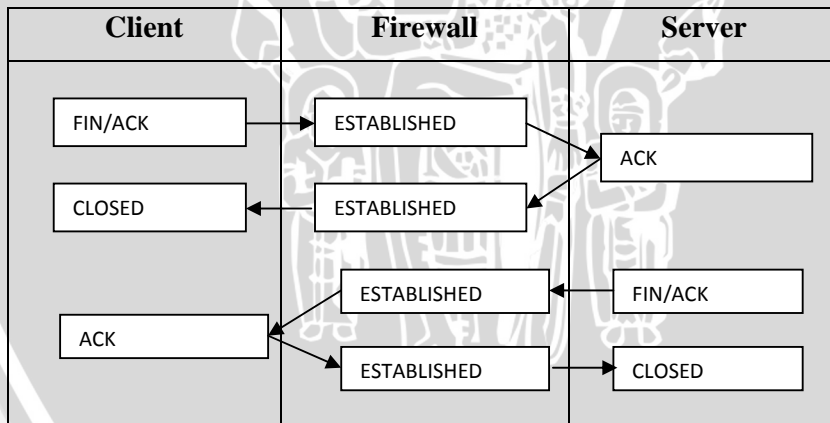 Client Firewall Server
FIN/ACK ESTABLISHED
ACK
CLOSED ESTABLISHED
ESTABLISHED FIN/ACK
ACK
ESTABLISHED CLOSED